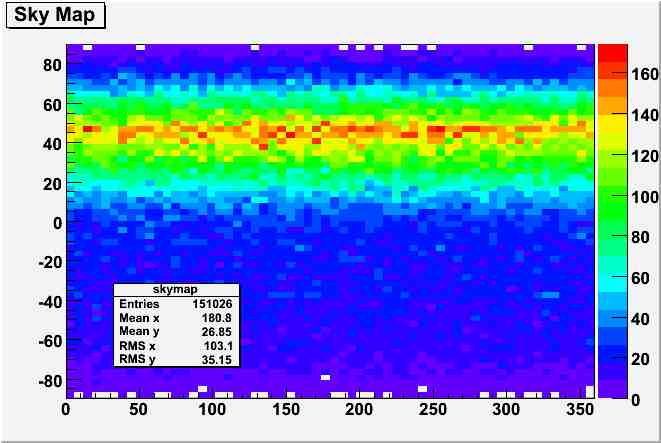 Sky Map
80
60
40
20
0
-20
-40
-60
-80
0 50 100 150 200 250 300 350
160
140
120
100
80
60
40
20
0
skymap
Entries 151026
Mean x 180.8
Mean y 26.85
RMS x 103.1
RMS y 35.15